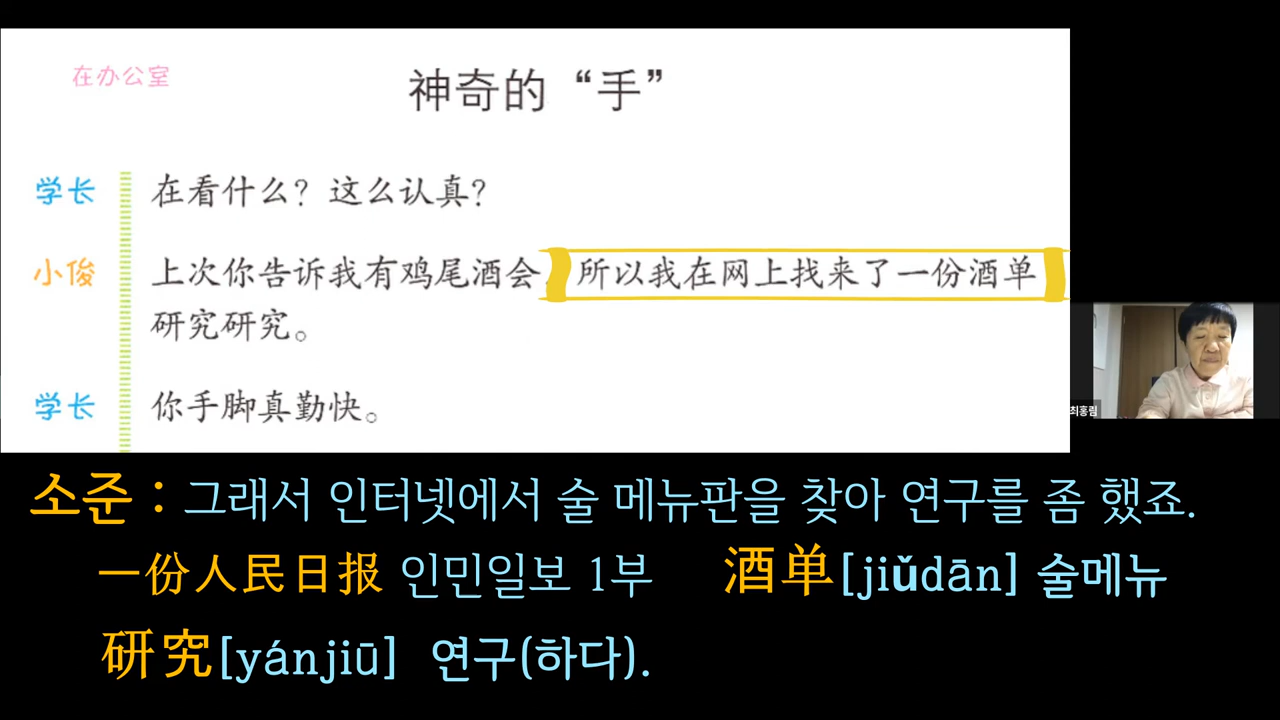 在办公室
神奇的“手”
学长 在看什么？这么认真？
小俊 上次你告诉我有鸡尾酒会，所以我在网上找来了一份酒单
研究研究。
学长 你手脚真勤快。
최홍림
소준 : 그래서 인터넷에서 술 메뉴판을 찾아 연구를 좀 했죠.
一份人民日报 인민일보 1부 酒单[jiǔdān] 술메뉴
研究[yánjiū] 연구(하다).